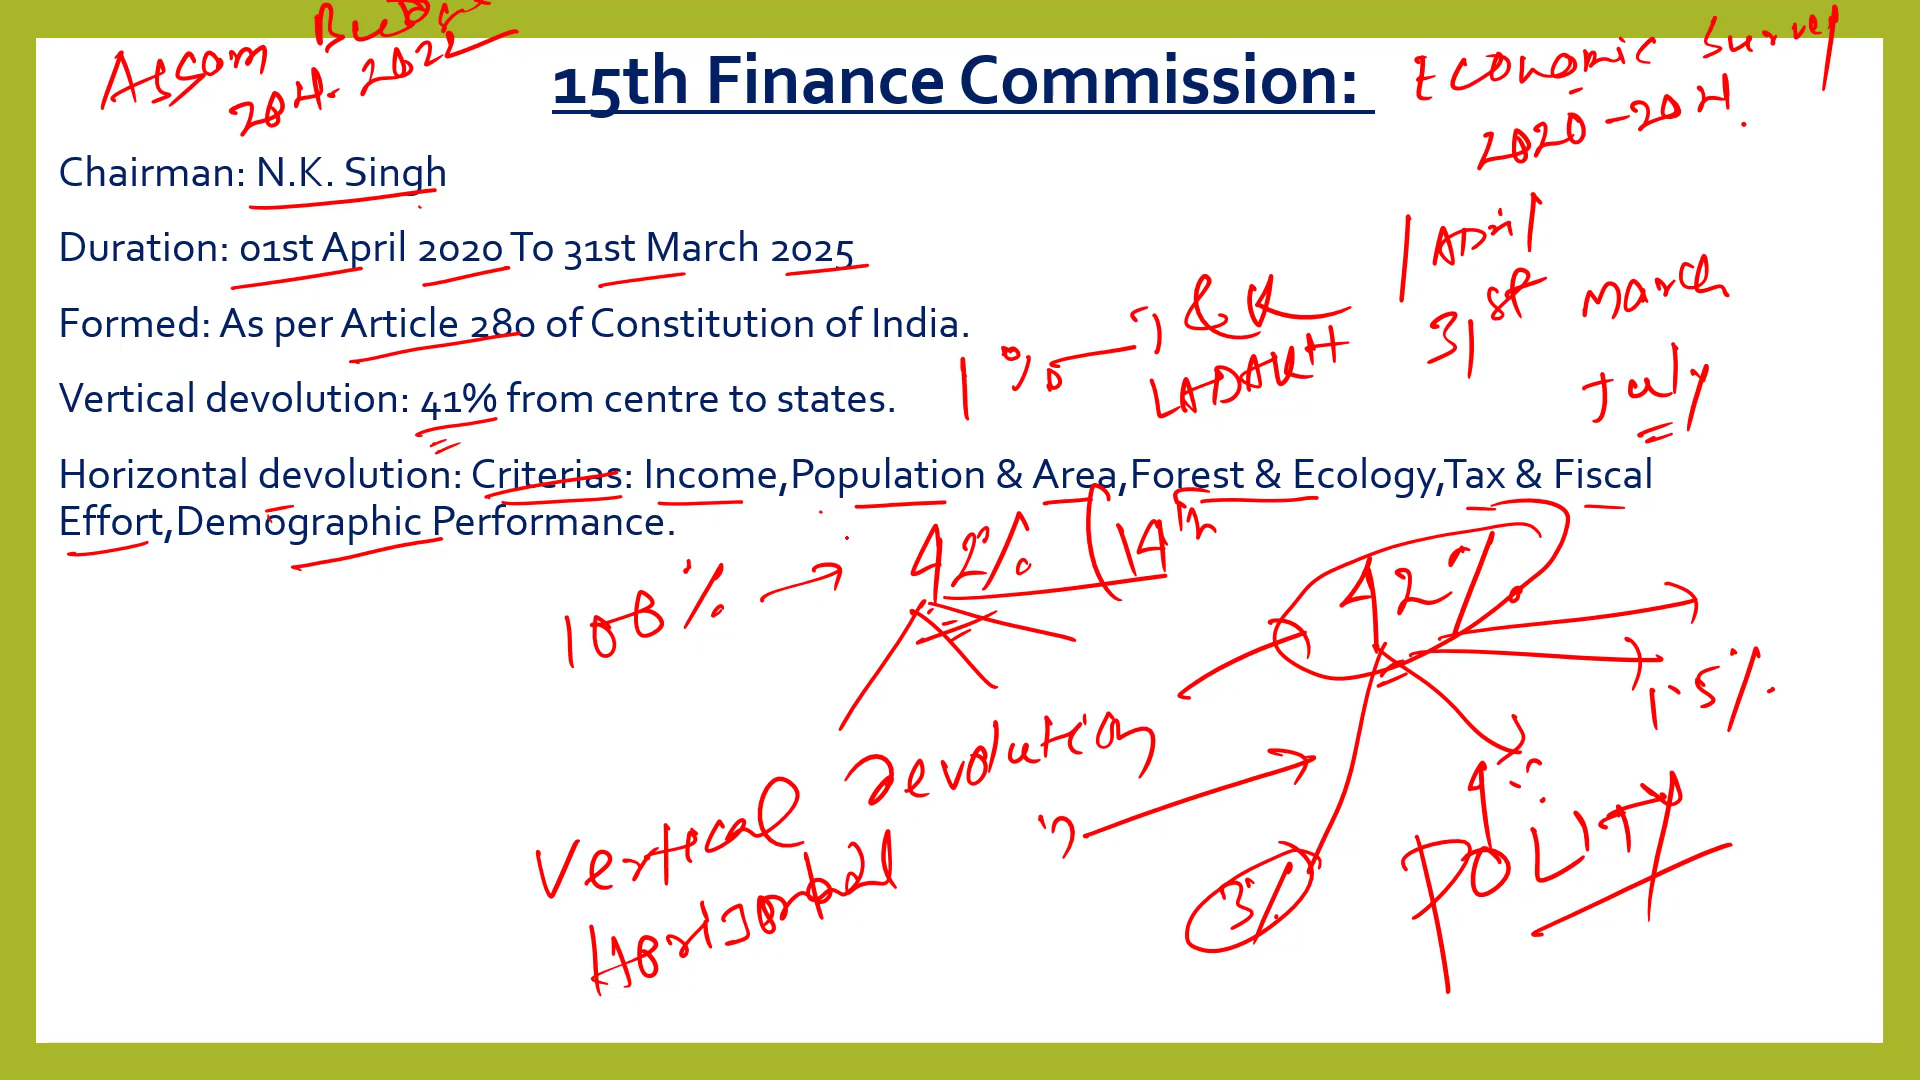 Assam Budget
2021-2022
15th Finance Commission:
Economic Survey
2020-2021.
Chairman: N.K. Singh
Duration: 01st April 2020 To 31st March 2025
1 April
31st March
July
Formed: As per Article 280 of Constitution of India.
1% J&K
LADAKH
Vertical devolution: 41% from centre to states.
Horizontal devolution: Criterias: Income,Population & Area,Forest & Ecology,Tax & Fiscal
Effort,Demographic Performance.
100% → 42% (14th
42%
1.5%
Vertical Devolution
Horizontal
3%
POLITY